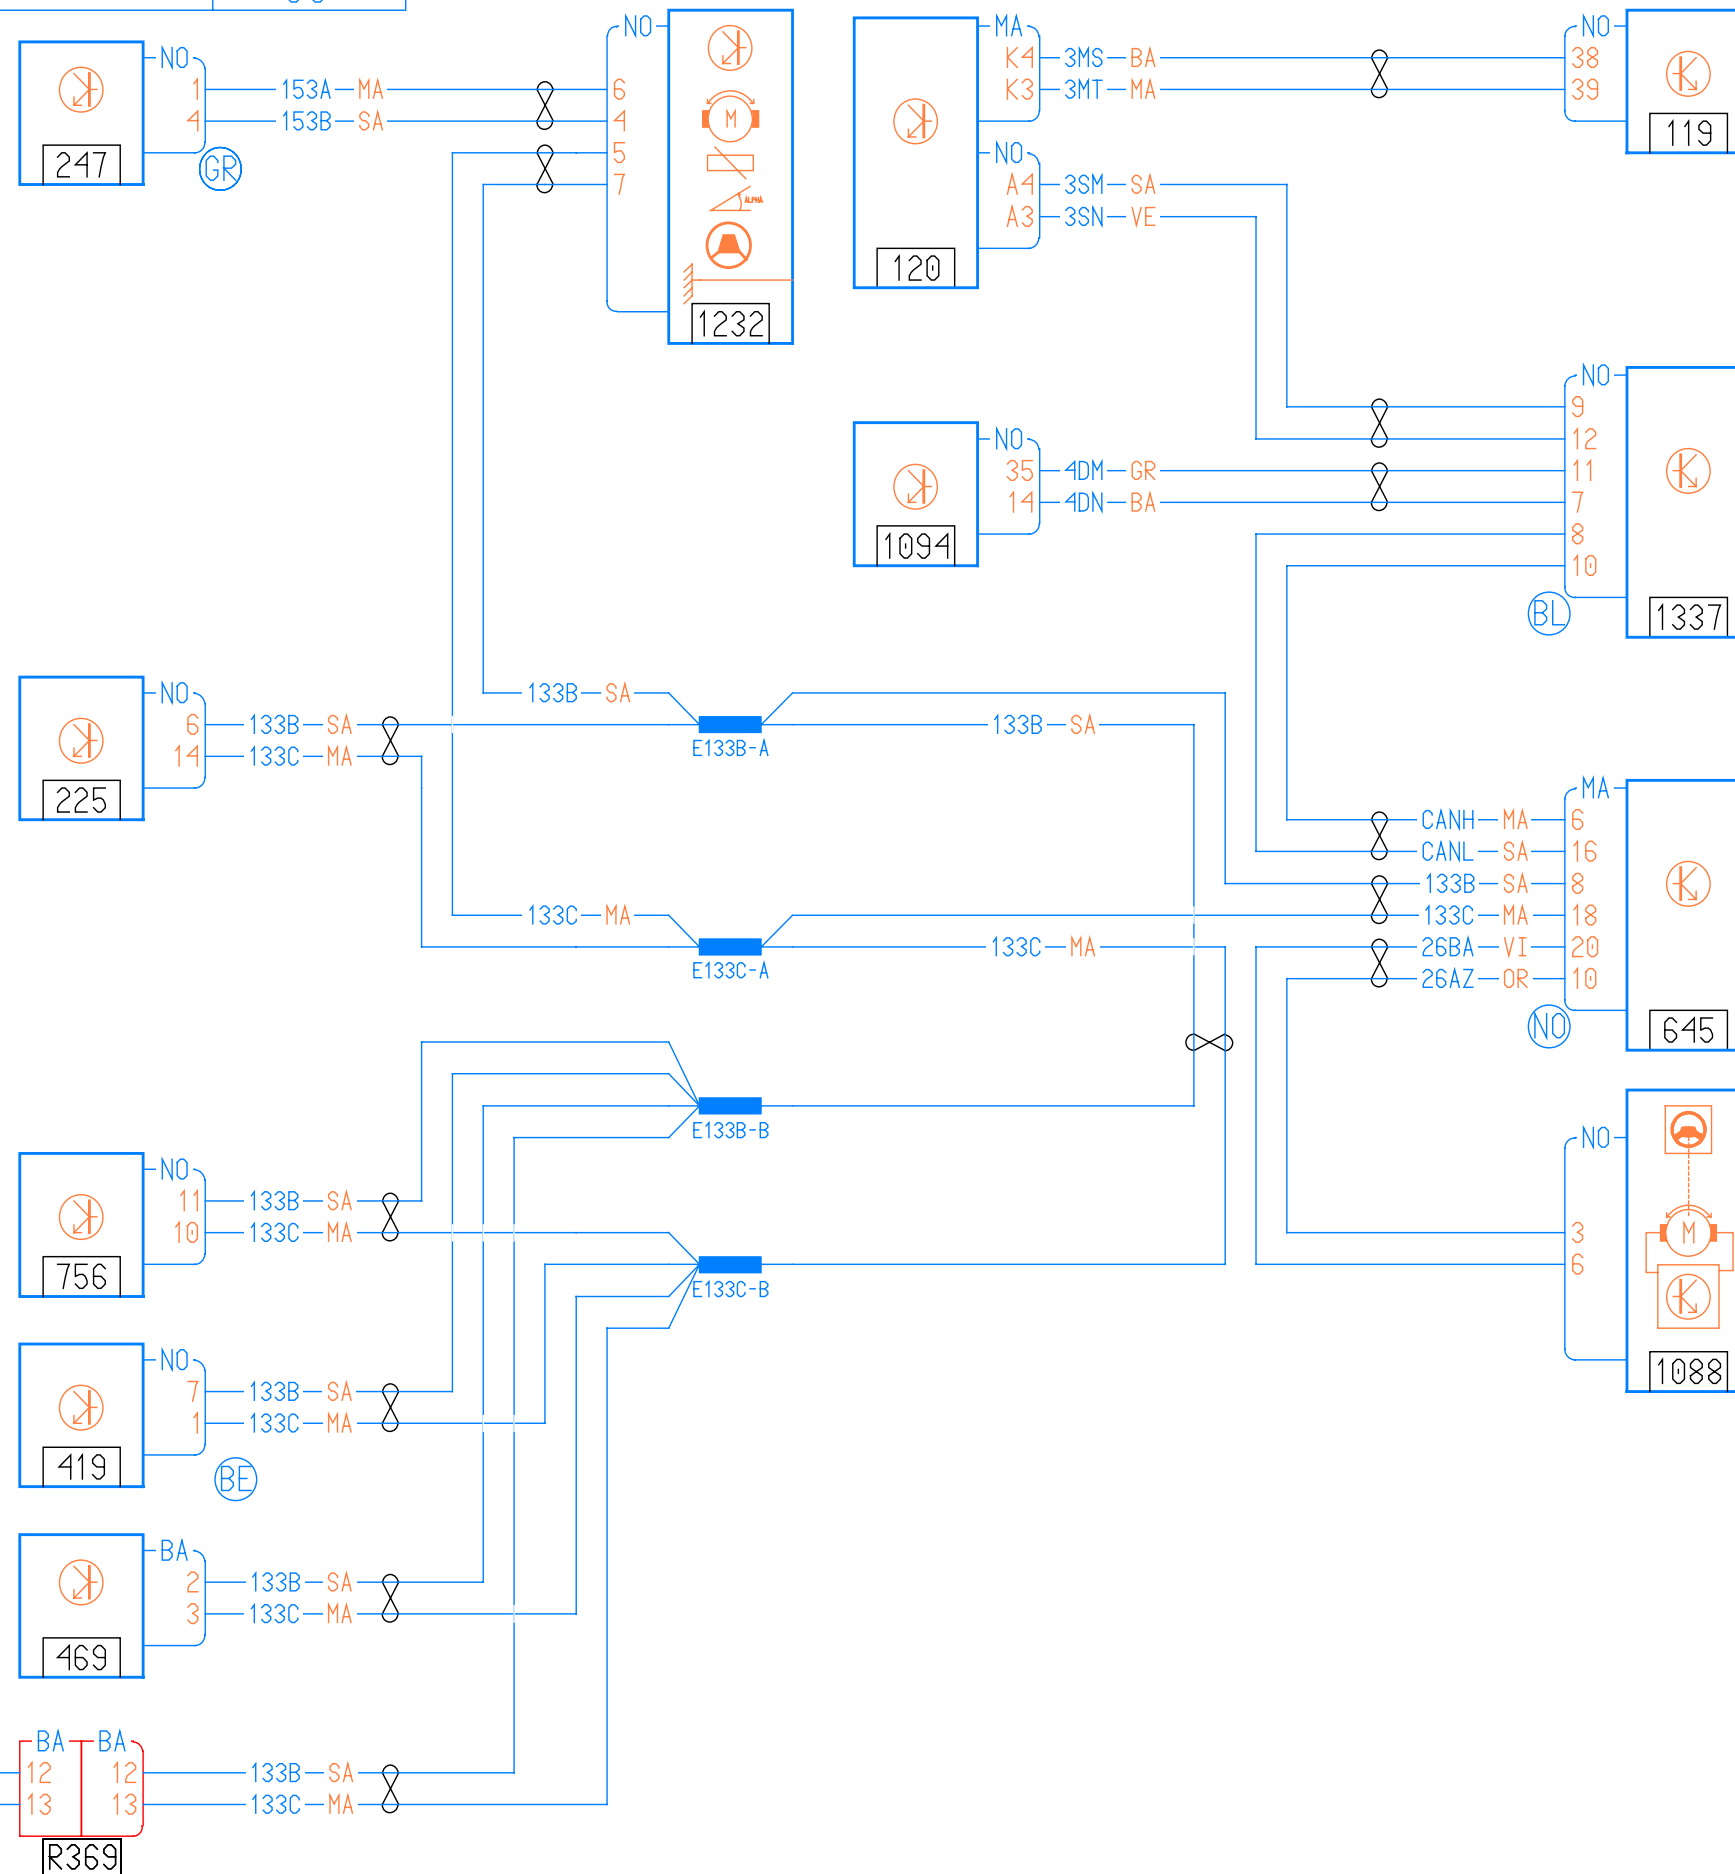 NO
1 153A MA
4 153B SA
247
GR
NO
6
4
5
7
M
ALPHA
1232
MA
K4 3MS BA
K3 3MT MA
NO
A4 3SM SA
A3 3SN VE
120
NO
38
39
119
NO
35 4DM GR
14 4DN BA
1094
NO
9
12
11
7
8
10
BL
1337
NO
6 133B SA
14 133C MA
225
133B SA
E133B-A
133B SA
133C MA
E133C-A
133C MA
MA
CANH MA 6
CANL SA 16
133B SA 8
133C MA 18
26BA VI 20
26AZ OR 10
NO
645
E133B-B
E133C-B
NO
11 133B SA
10 133C MA
756
NO
3
6
M
1088
NO
7 133B SA
1 133C MA
419
BE
BA
2 133B SA
3 133C MA
469
BA BA
12 12 133B SA
13 13 133C MA
R369